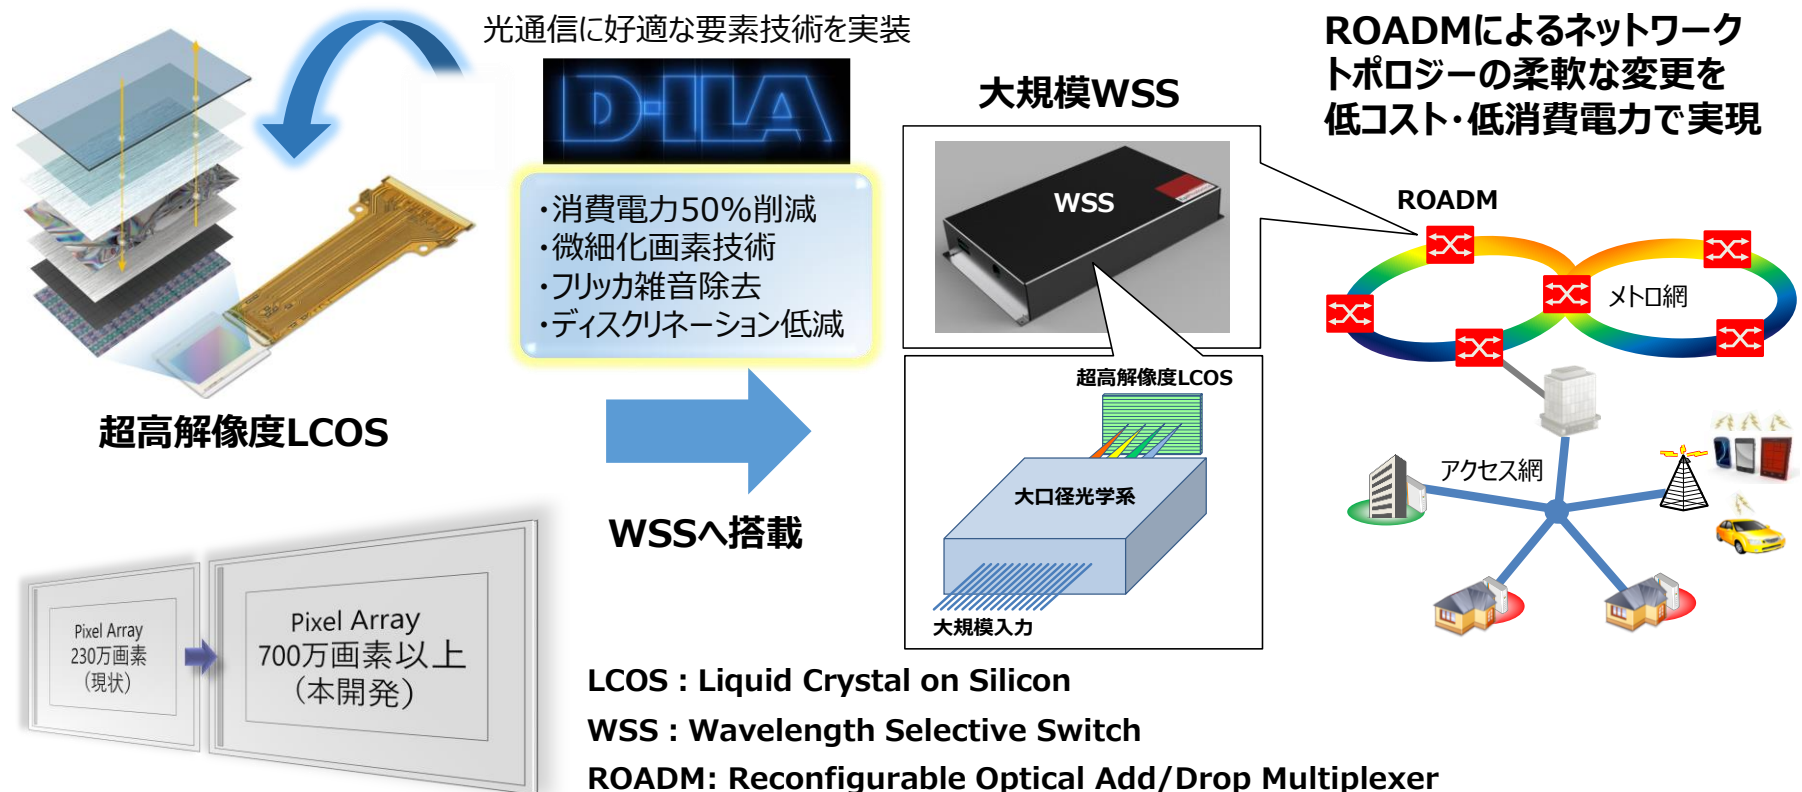 光通信に好適な要素技術を実装
D-ILA
・消費電力50%削減
・微細化画素技術
・フリッカ雑音除去
・ディスクリネーション低減
超高解像度LCOS
Pixel Array
230万画素
（現状）
Pixel Array
700万画素以上
（本開発）
WSSへ搭載
大規模WSS
WSS
超高解像度LCOS
大口径光学系
大規模入力
ROADMによるネットワーク
トポロジーの柔軟な変更を
低コスト・低消費電力で実現
ROADM
メトロ網
アクセス網
LCOS : Liquid Crystal on Silicon
WSS : Wavelength Selective Switch
ROADM: Reconfigurable Optical Add/Drop Multiplexer